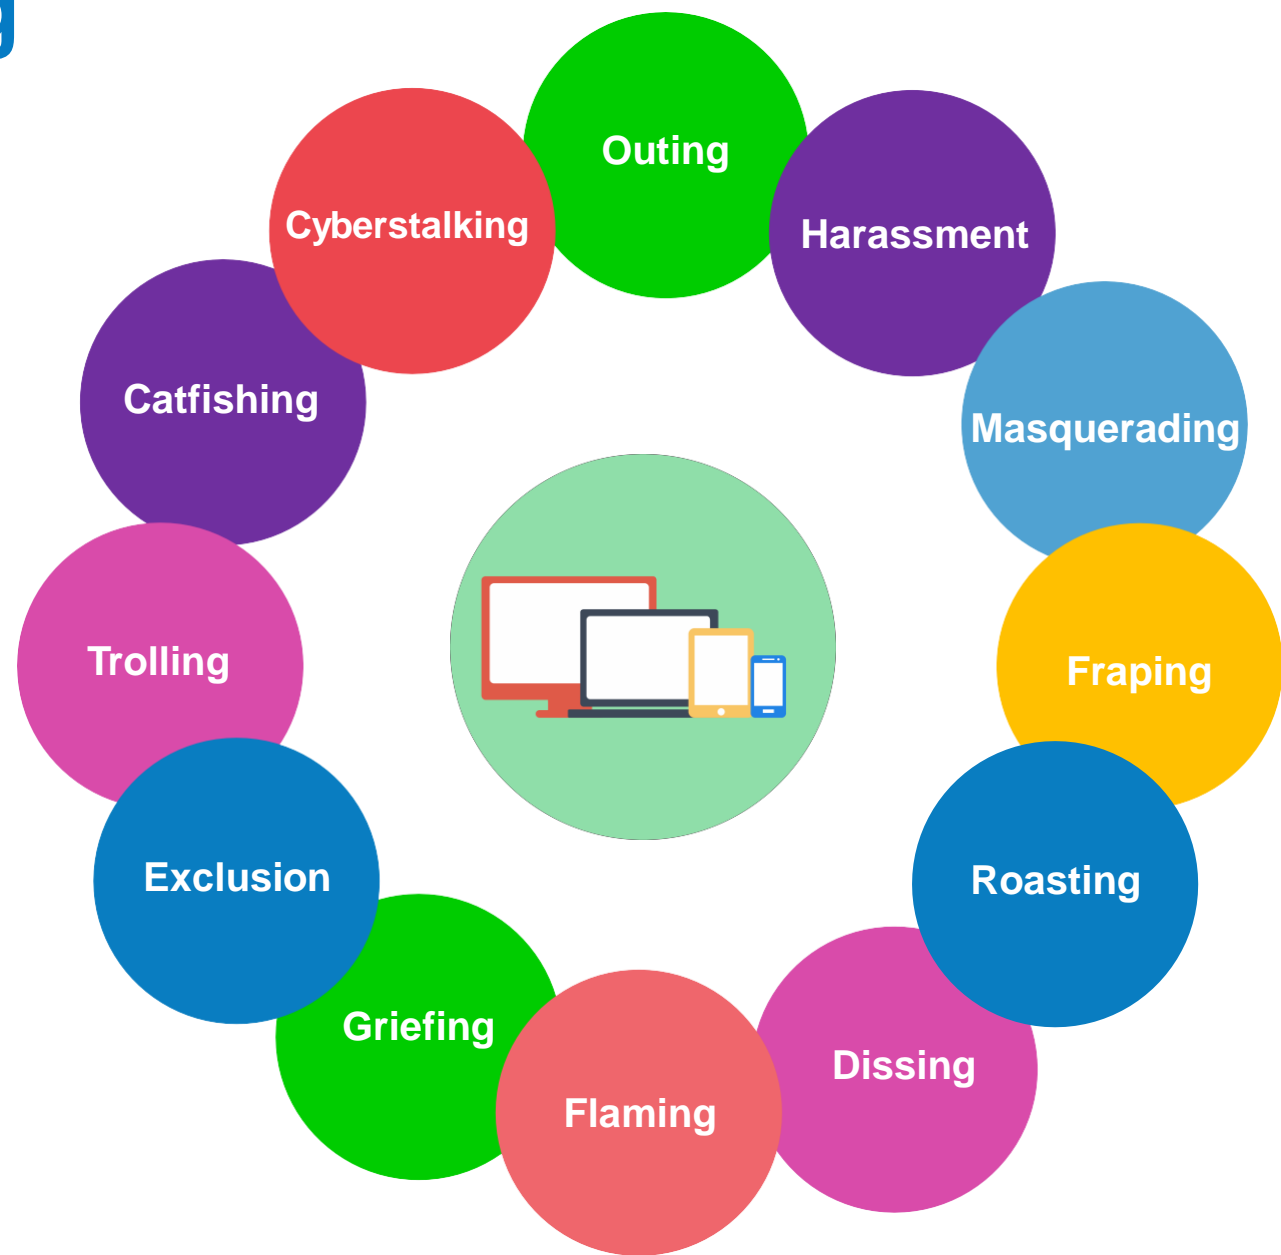 g
Outing
Harassment
Masquerading
Fraping
Roasting
Dissing
Flaming
Griefing
Exclusion
Trolling
Catfishing
Cyberstalking